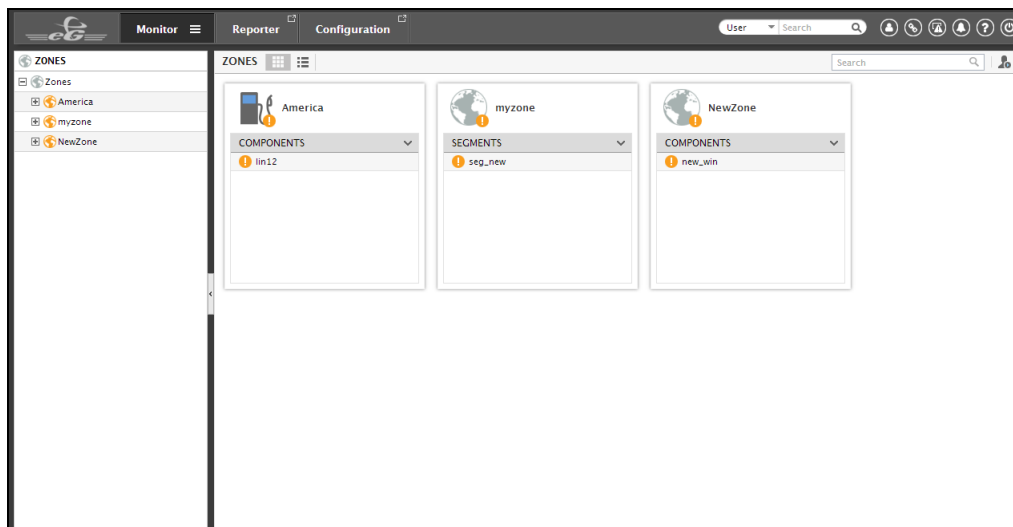 eG
Monitor
Reporter
Configuration
User
Search
ZONES
Zones
America
myzone
NewZone
ZONES
Search
America
COMPONENTS
lin12
myzone
SEGMENTS
seg_new
NewZone
COMPONENTS
new_win